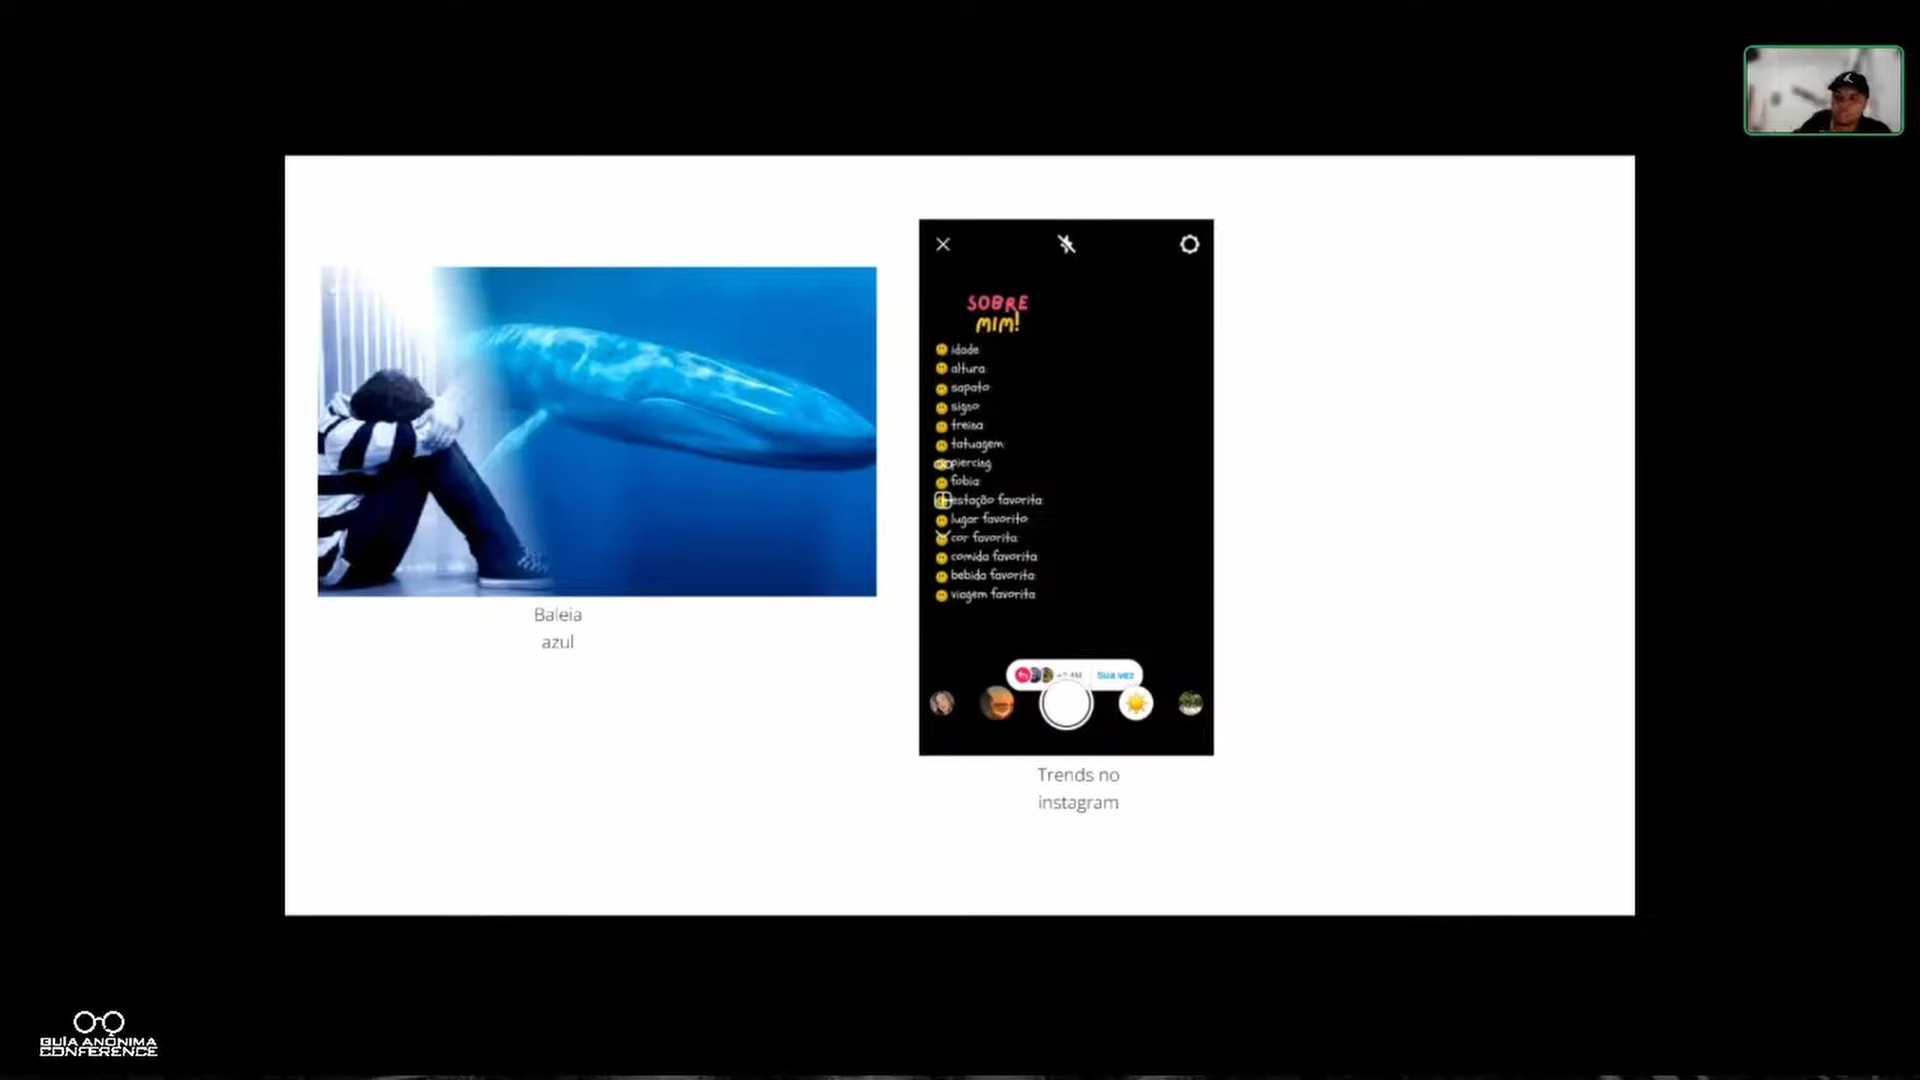 SOBRE
MIM!
idade:
altura:
sapato:
signo:
treina
tatuagem:
piercing
fobia:
estação favorita:
lugar favorito:
cor favorita:
comida favorita:
bebida favorita:
viagem favorita
Sua vez
Baleia
azul
Trends no
instagram
GUIA ANÔNIMA
CONFERENCE